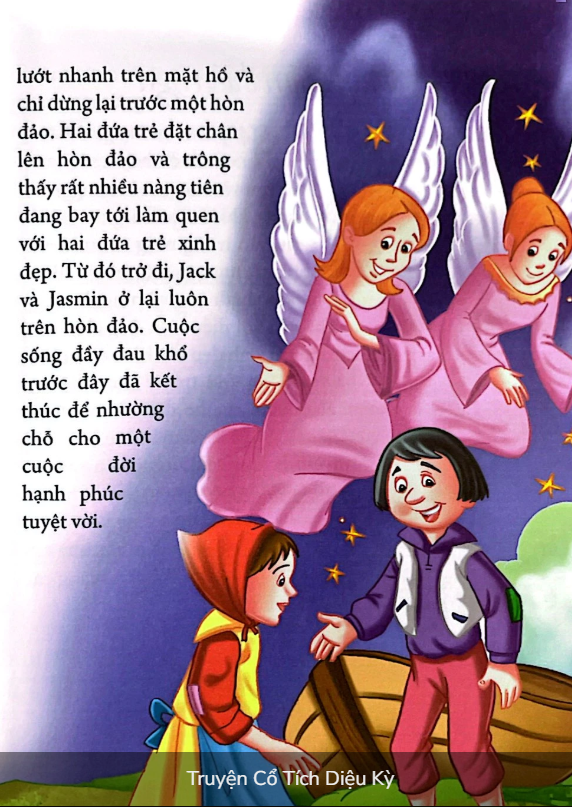 lướt nhanh trên mặt hồ và
chỉ dừng lại trước một hòn
đảo. Hai đứa trẻ đặt chân
lên hòn đảo và trông
thấy rất nhiều nàng tiên
đang bay tới làm quen
với hai đứa trẻ xinh
đẹp. Từ đó trở đi, Jack
và Jasmin ở lại luôn
trên hòn đảo. Cuộc
sống đầy đau khổ
trước đây đã kết
thúc để nhường
chỗ cho một
cuộc đời
hạnh phúc
tuyệt vời.
Truyện Cổ Tích Diệu Kỳ